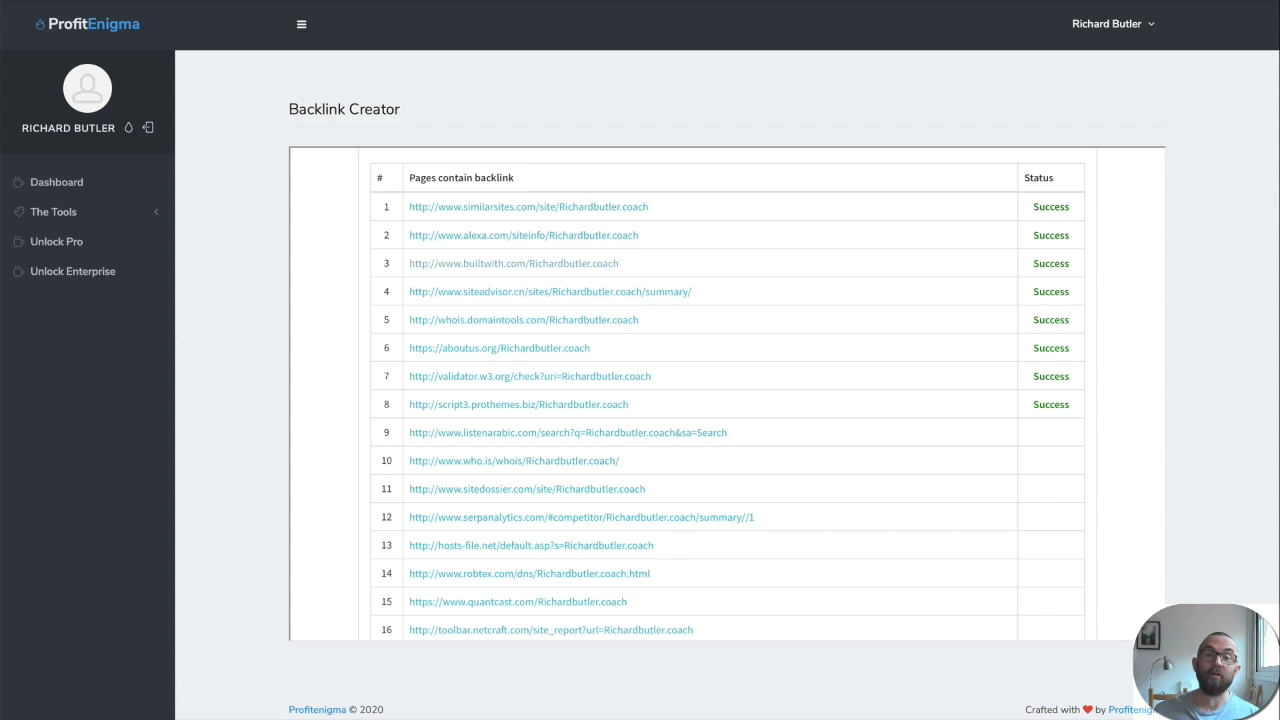 ProfitEnigma
Richard Butler
RICHARD BUTLER
Dashboard
The Tools
Unlock Pro
Unlock Enterprise
Backlink Creator
# Pages contain backlink Status
1 http://www.similarsites.com/site/Richardbutler.coach Success
2 http://www.alexa.com/siteinfo/Richardbutler.coach Success
3 http://www.builtwith.com/Richardbutler.coach Success
4 http://www.siteadvisor.cn/sites/Richardbutler.coach/summary/ Success
5 http://whois.domaintools.com/Richardbutler.coach Success
6 https://aboutus.org/Richardbutler.coach Success
7 http://validator.w3.org/check?uri=Richardbutler.coach Success
8 http://script3.prothemes.biz/Richardbutler.coach Success
9 http://www.listenarabic.com/search?q=Richardbutler.coach&sa=Search
10 http://www.who.is/whois/Richardbutler.coach/
11 http://www.sitedossier.com/site/Richardbutler.coach
12 http://www.serpanalytics.com/#competitor/Richardbutler.coach/summary//1
13 http://hosts-file.net/default.asp?s=Richardbutler.coach
14 http://www.robtex.com/dns/Richardbutler.coach.html
15 https://www.quantcast.com/Richardbutler.coach
16 http://toolbar.netcraft.com/site_report?url=Richardbutler.coach
Profitenigma © 2020
Crafted with ❤ by Profitenig